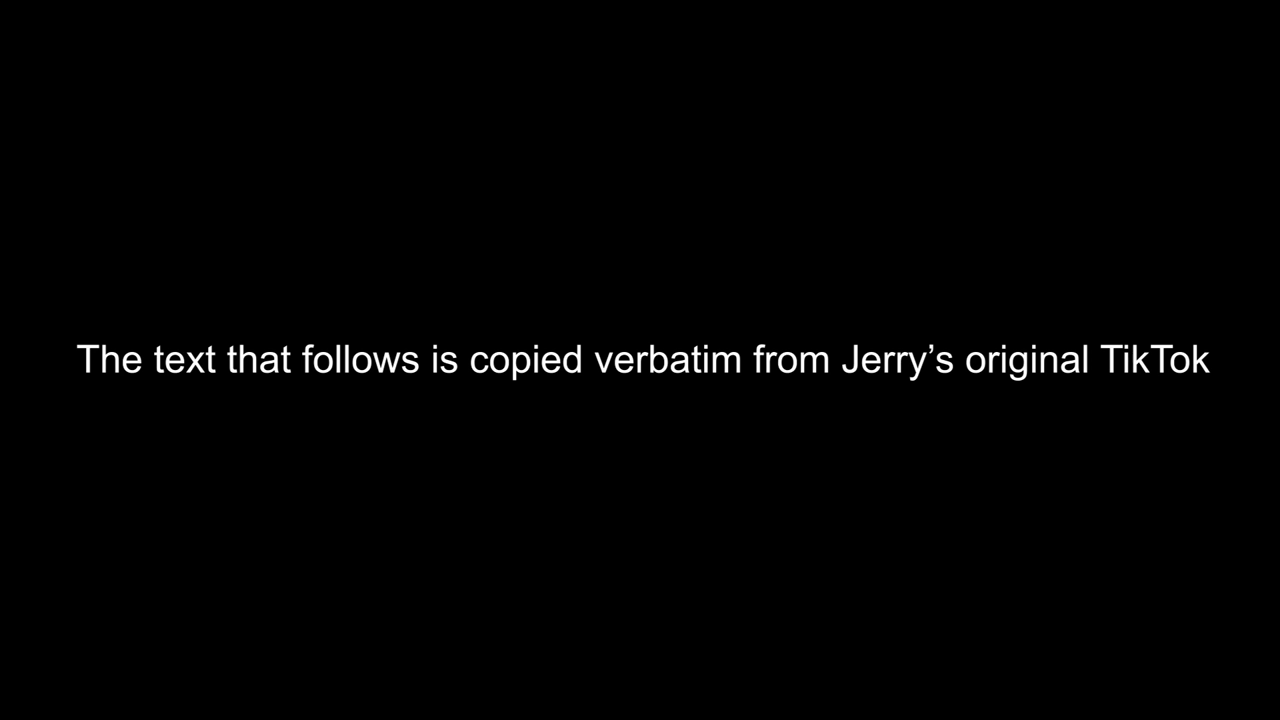 The text that follows is copied verbatim from Jerry’s original TikTok